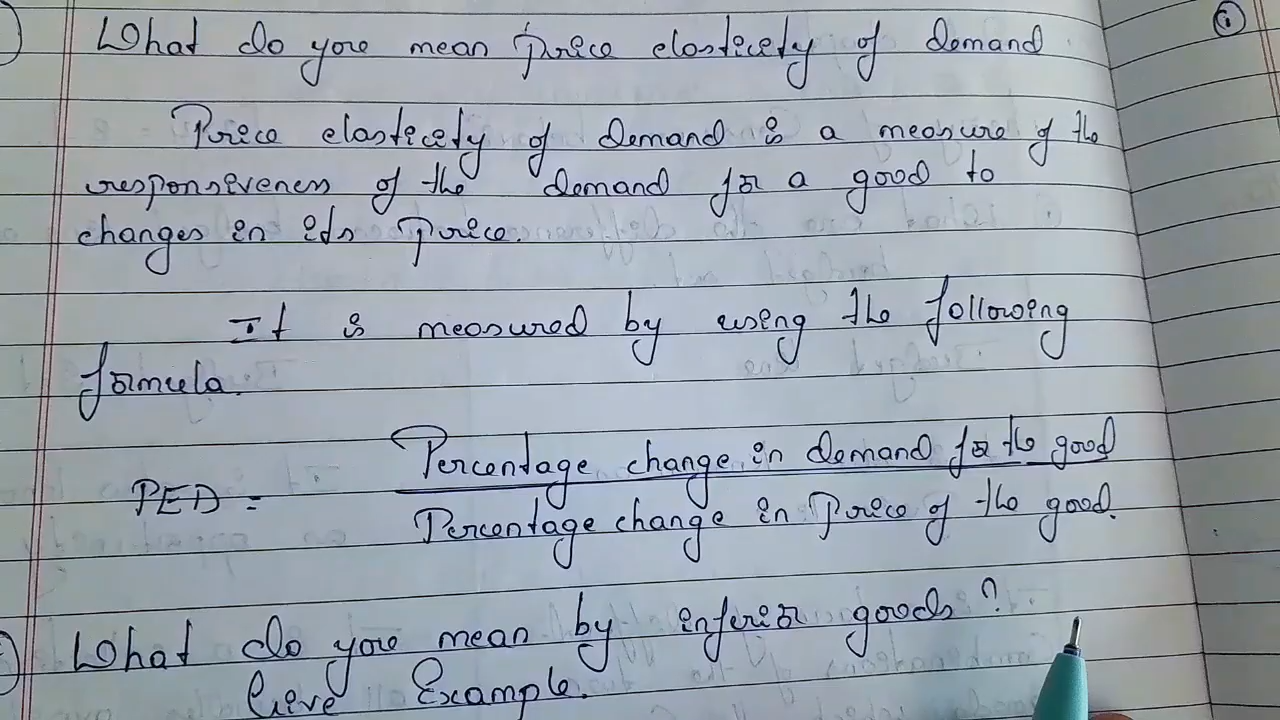 What do you mean price elasticity of demand
Price elasticity of demand is a measure of the
responsiveness of the demand for a good to
changes in its Price.
It is measured by using the following
formula.
Percentage change in demand for the good
PED =
Percentage change in Price of the good.
What do you mean by inferior goods?
Give Example.